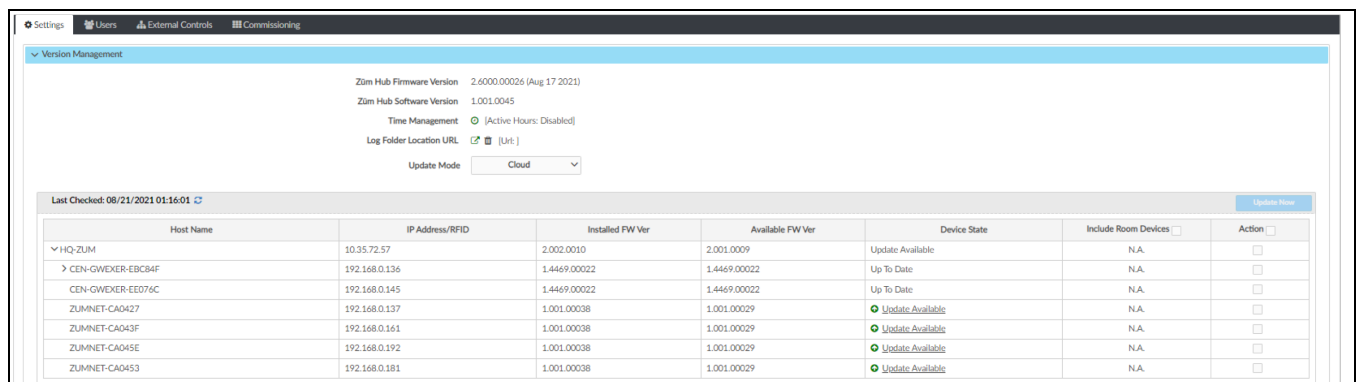 Settings Users External Controls Commissioning
Version Management
Züm Hub Firmware Version 2.6000.00026 (Aug 17 2021)
Züm Hub Software Version 1.001.0045
Time Management [Active Hours: Disabled]
Log Folder Location URL [Url: ]
Update Mode Cloud
Last Checked: 08/21/2021 01:16:01 Update Now
Host Name IP Address/RFID Installed FW Ver Available FW Ver Device State Include Room Devices Action
HQ-ZUM 10.35.72.57 2.002.0010 2.001.0009 Update Available N.A.
CEN-GWEXER-EBC84F 192.168.0.136 1.4469.00022 1.4469.00022 Up To Date N.A.
CEN-GWEXER-EE076C 192.168.0.145 1.4469.00022 1.4469.00022 Up To Date N.A.
ZUMNET-CA0427 192.168.0.137 1.001.00038 1.001.00029 Update Available N.A.
ZUMNET-CA043F 192.168.0.161 1.001.00038 1.001.00029 Update Available N.A.
ZUMNET-CA045E 192.168.0.192 1.001.00038 1.001.00029 Update Available N.A.
ZUMNET-CA0453 192.168.0.181 1.001.00038 1.001.00029 Update Available N.A.